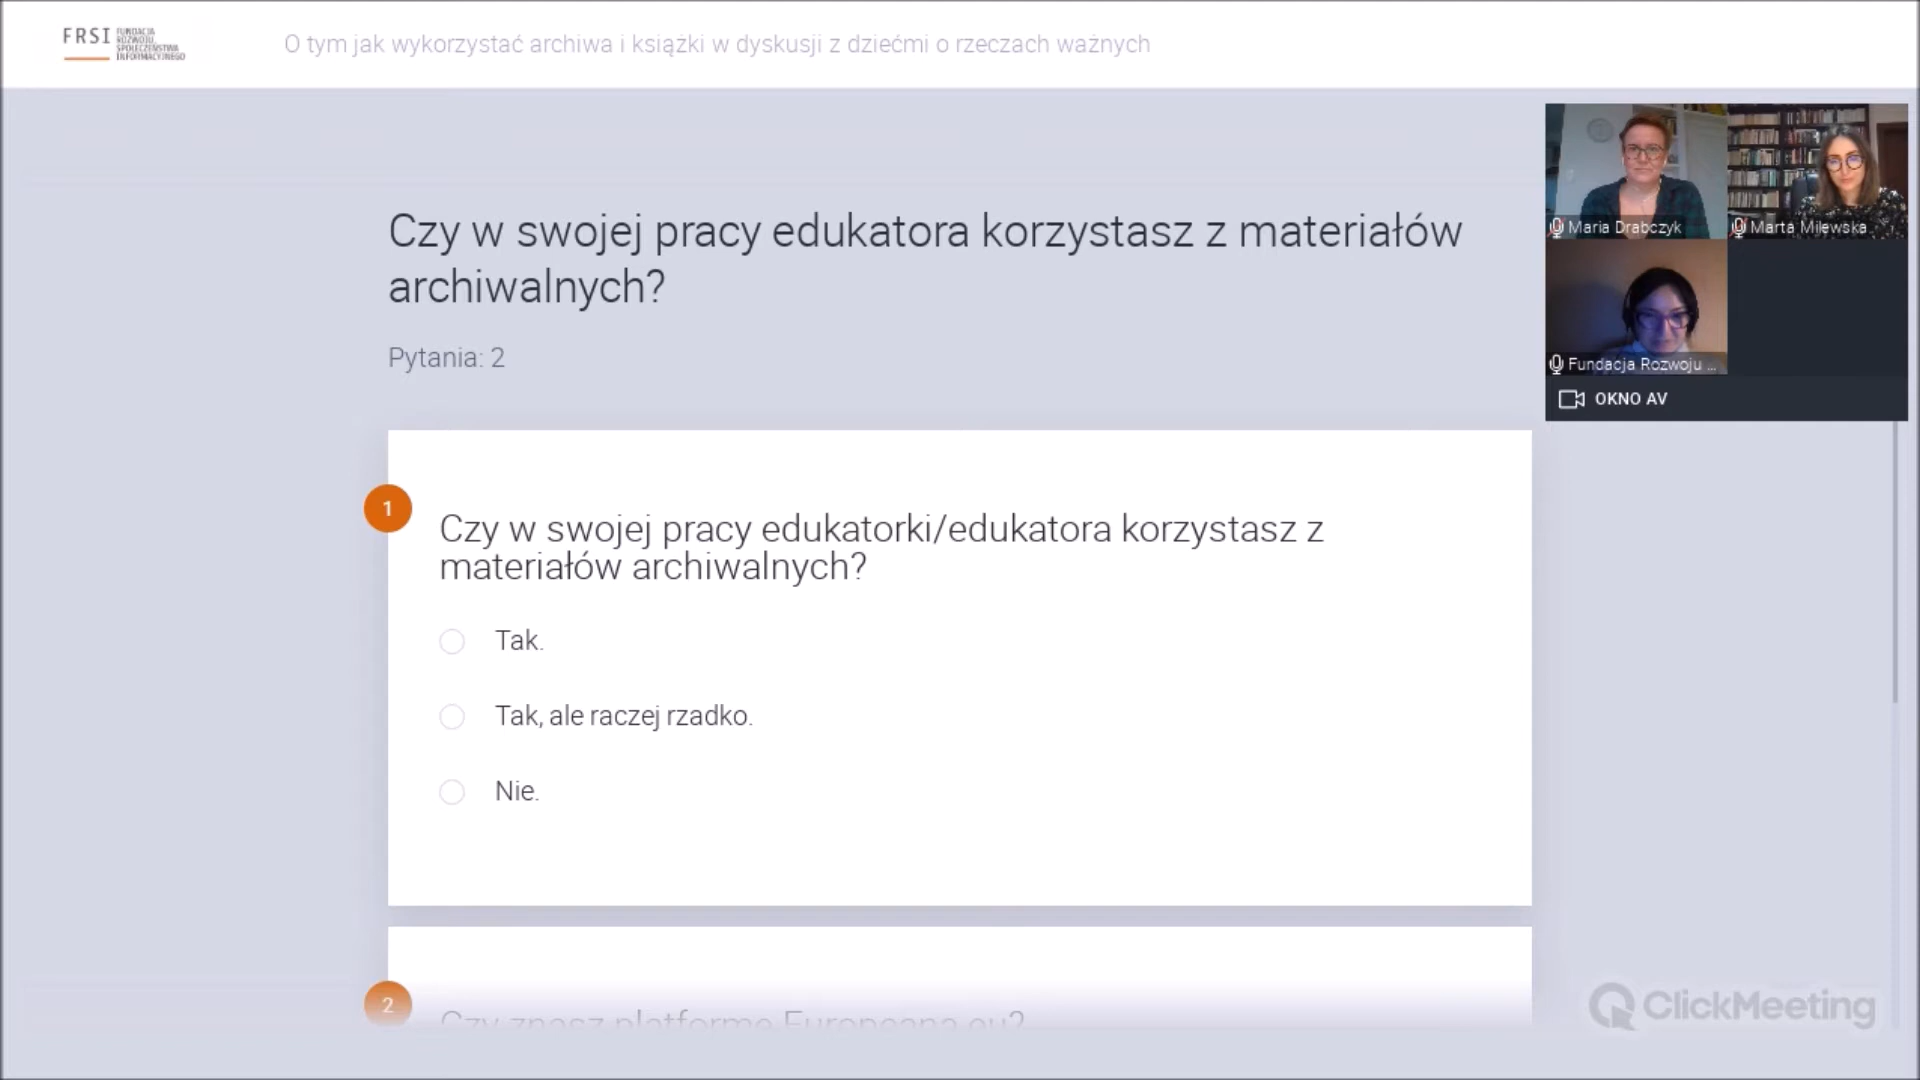 FRSI FUNDACJA
ROZWOJU
SPOŁECZEŃSTWA
INFORMACYJNEGO
O tym jak wykorzystać archiwa i książki w dyskusji z dziećmi o rzeczach ważnych
Czy w swojej pracy edukatora korzystasz z materiałów
archiwalnych?
Pytania: 2
Maria Drabczyk
Marta Milewska
Fundacja Rozwoju ...
OKNO AV
1
Czy w swojej pracy edukatorki/edukatora korzystasz z
materiałów archiwalnych?
Tak.
Tak, ale raczej rzadko.
Nie.
2
Czy znasz platformę Europeana.eu?
ClickMeeting